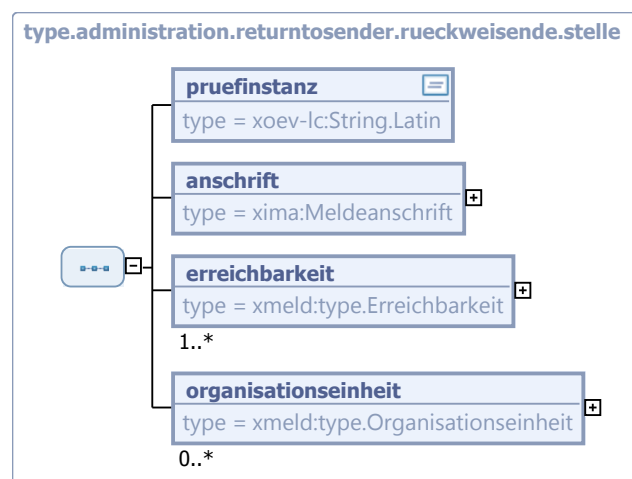 type.administration.returntosender.rueckweisende.stelle
pruefinstanz
type = xoev-lc:String.Latin
anschrift
type = xima:Meldeanschrift
erreichbarkeit
type = xmeld:type.Erreichbarkeit
1..*
organisationseinheit
type = xmeld:type.Organisationseinheit
0..*